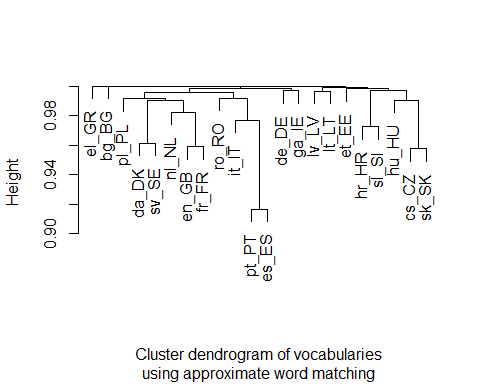 0.98
0.94
0.90
Height
el_GR
bg_BG
pl_PL
da_DK
sv_SE
nl_NL
en_GB
fr_FR
ro_RO
it_IT
pt_PT
es_ES
de_DE
ga_IE
lv_LV
lt_LT
et_EE
hr_HR
sl_SI
hu_HU
cs_CZ
sk_SK
Cluster dendrogram of vocabularies
using approximate word matching